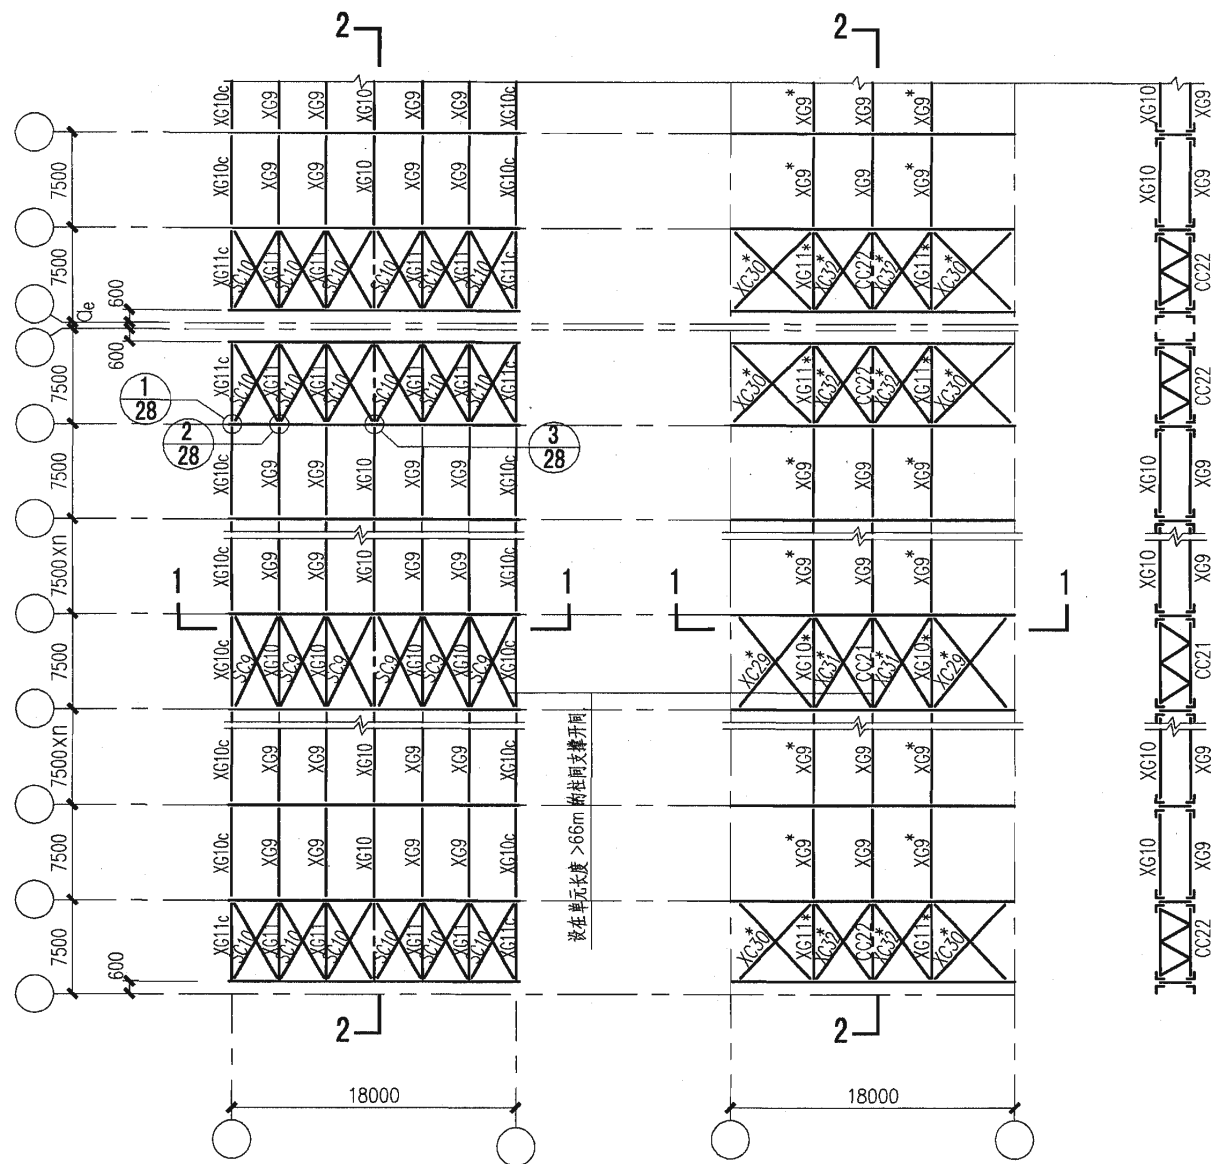 2 2
XG10c XG9 XG9 XG10 XG9 XG9 XG10c XG9* XG9 XG9* XG10 XG9
7500 XG10c XG9 XG9 XG10 XG9 XG9 XG10c XG9* XG9 XG9* XG10 XG9
7500 600 XG11c SC10 XG11 SC10 XG11 SC10 SC10 XG11 SC10 XG11 SC10 XG11c XC30* XG11* XC32* CC22 XC32* XG11* XC30* CC22
ae
7500 600 XG11c SC10 XG11 SC10 XG11 SC10 SC10 XG11 SC10 XG11 SC10 XG11c XC30* XG11* XC32* CC22 XC32* XG11* XC30* CC22
1 28
2 28
3 28
7500 XG10c XG9 XG9 XG10 XG9 XG9 XG10c XG9* XG9 XG9* XG10 XG9
7500xn XG10c XG9 XG9 XG10 XG9 XG9 XG10c XG9* XG9 XG9* XG10 XG9
1 1 1 1
7500 XG10c SC9 XG10 SC9 XG10 SC9 SC9 XG10 SC9 XG10 SC9 XG10c XC29* XG10* XC31* CC21 XC31* XG10* XC29* CC21
7500xn XG10c XG9 XG9 XG10 XG9 XG9 XG10c XG9* XG9 XG9* XG10 XG9
设在单元长度 >66m 的柱间支撑开间
7500 XG10c XG9 XG9 XG10 XG9 XG9 XG10c XG9* XG9 XG9* XG10 XG9
7500 600 XG11c SC10 XG11 SC10 XG11 SC10 SC10 XG11 SC10 XG11 SC10 XG11c XC30* XG11* XC32* CC22 XC32* XG11* XC30* CC22
2 2
18000 18000